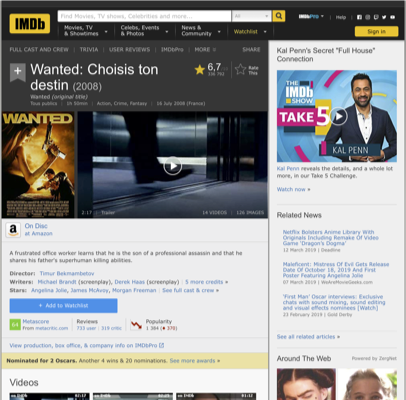 IMDb
Find Movies, TV shows, Celebrities and more...
All
IMDbPro
Help
Movies, TV
& Showtimes
Celebs, Events
& Photos
News &
Community
Watchlist
Sign in
FULL CAST AND CREW | TRIVIA | USER REVIEWS | IMDbPro | MORE
SHARE
Wanted: Choisis ton
destin (2008)
6,7
Rate
This
Wanted (original title)
Tous publics | 1h 50min | Action, Crime, Fantasy | 16 July 2008 (France)
WANTED
2:17 | Trailer
14 VIDEOS | 126 IMAGES
On Disc
at Amazon
A frustrated office worker learns that he is the son of a professional assassin and that he
shares his father's superhuman killing abilities.
Director: Timur Bekmambetov
Writers: Michael Brandt (screenplay), Derek Haas (screenplay) | 5 more credits »
Stars: Angelina Jolie, James McAvoy, Morgan Freeman | See full cast & crew »
+ Add to Watchlist
Metascore
From metacritic.com
Reviews
733 user | 319 critic
Popularity
View production, box office, & company info on IMDbPro
Nominated for 2 Oscars. Another 4 wins & 20 nominations. See more awards »
Videos
Kal Penn's Secret "Full House"
Connection
THE
IMDb
SHOW
TAKE 5
KAL PENN
Kal Penn reveals the details, and a whole lot
more, in our Take 5 Challenge.
Watch now »
Related News
Netflix Bolsters Anime Library With
Originals Including Remake Of Video
Game 'Dragon's Dogma'
12 March 2019 | Deadline
Maleficent: Mistress Of Evil Gets Release
Date Of October 18, 2019 And First
Poster Featuring Angelina Jolie
07 March 2019 | WeAreMovieGeeks.com
'First Man' Oscar interviews: Exclusive
chats with sound mixing, sound editing
and visual effects nominees [Watch]
23 February 2019 | Gold Derby
See all related articles »
Around The Web
Powered by ZergNet